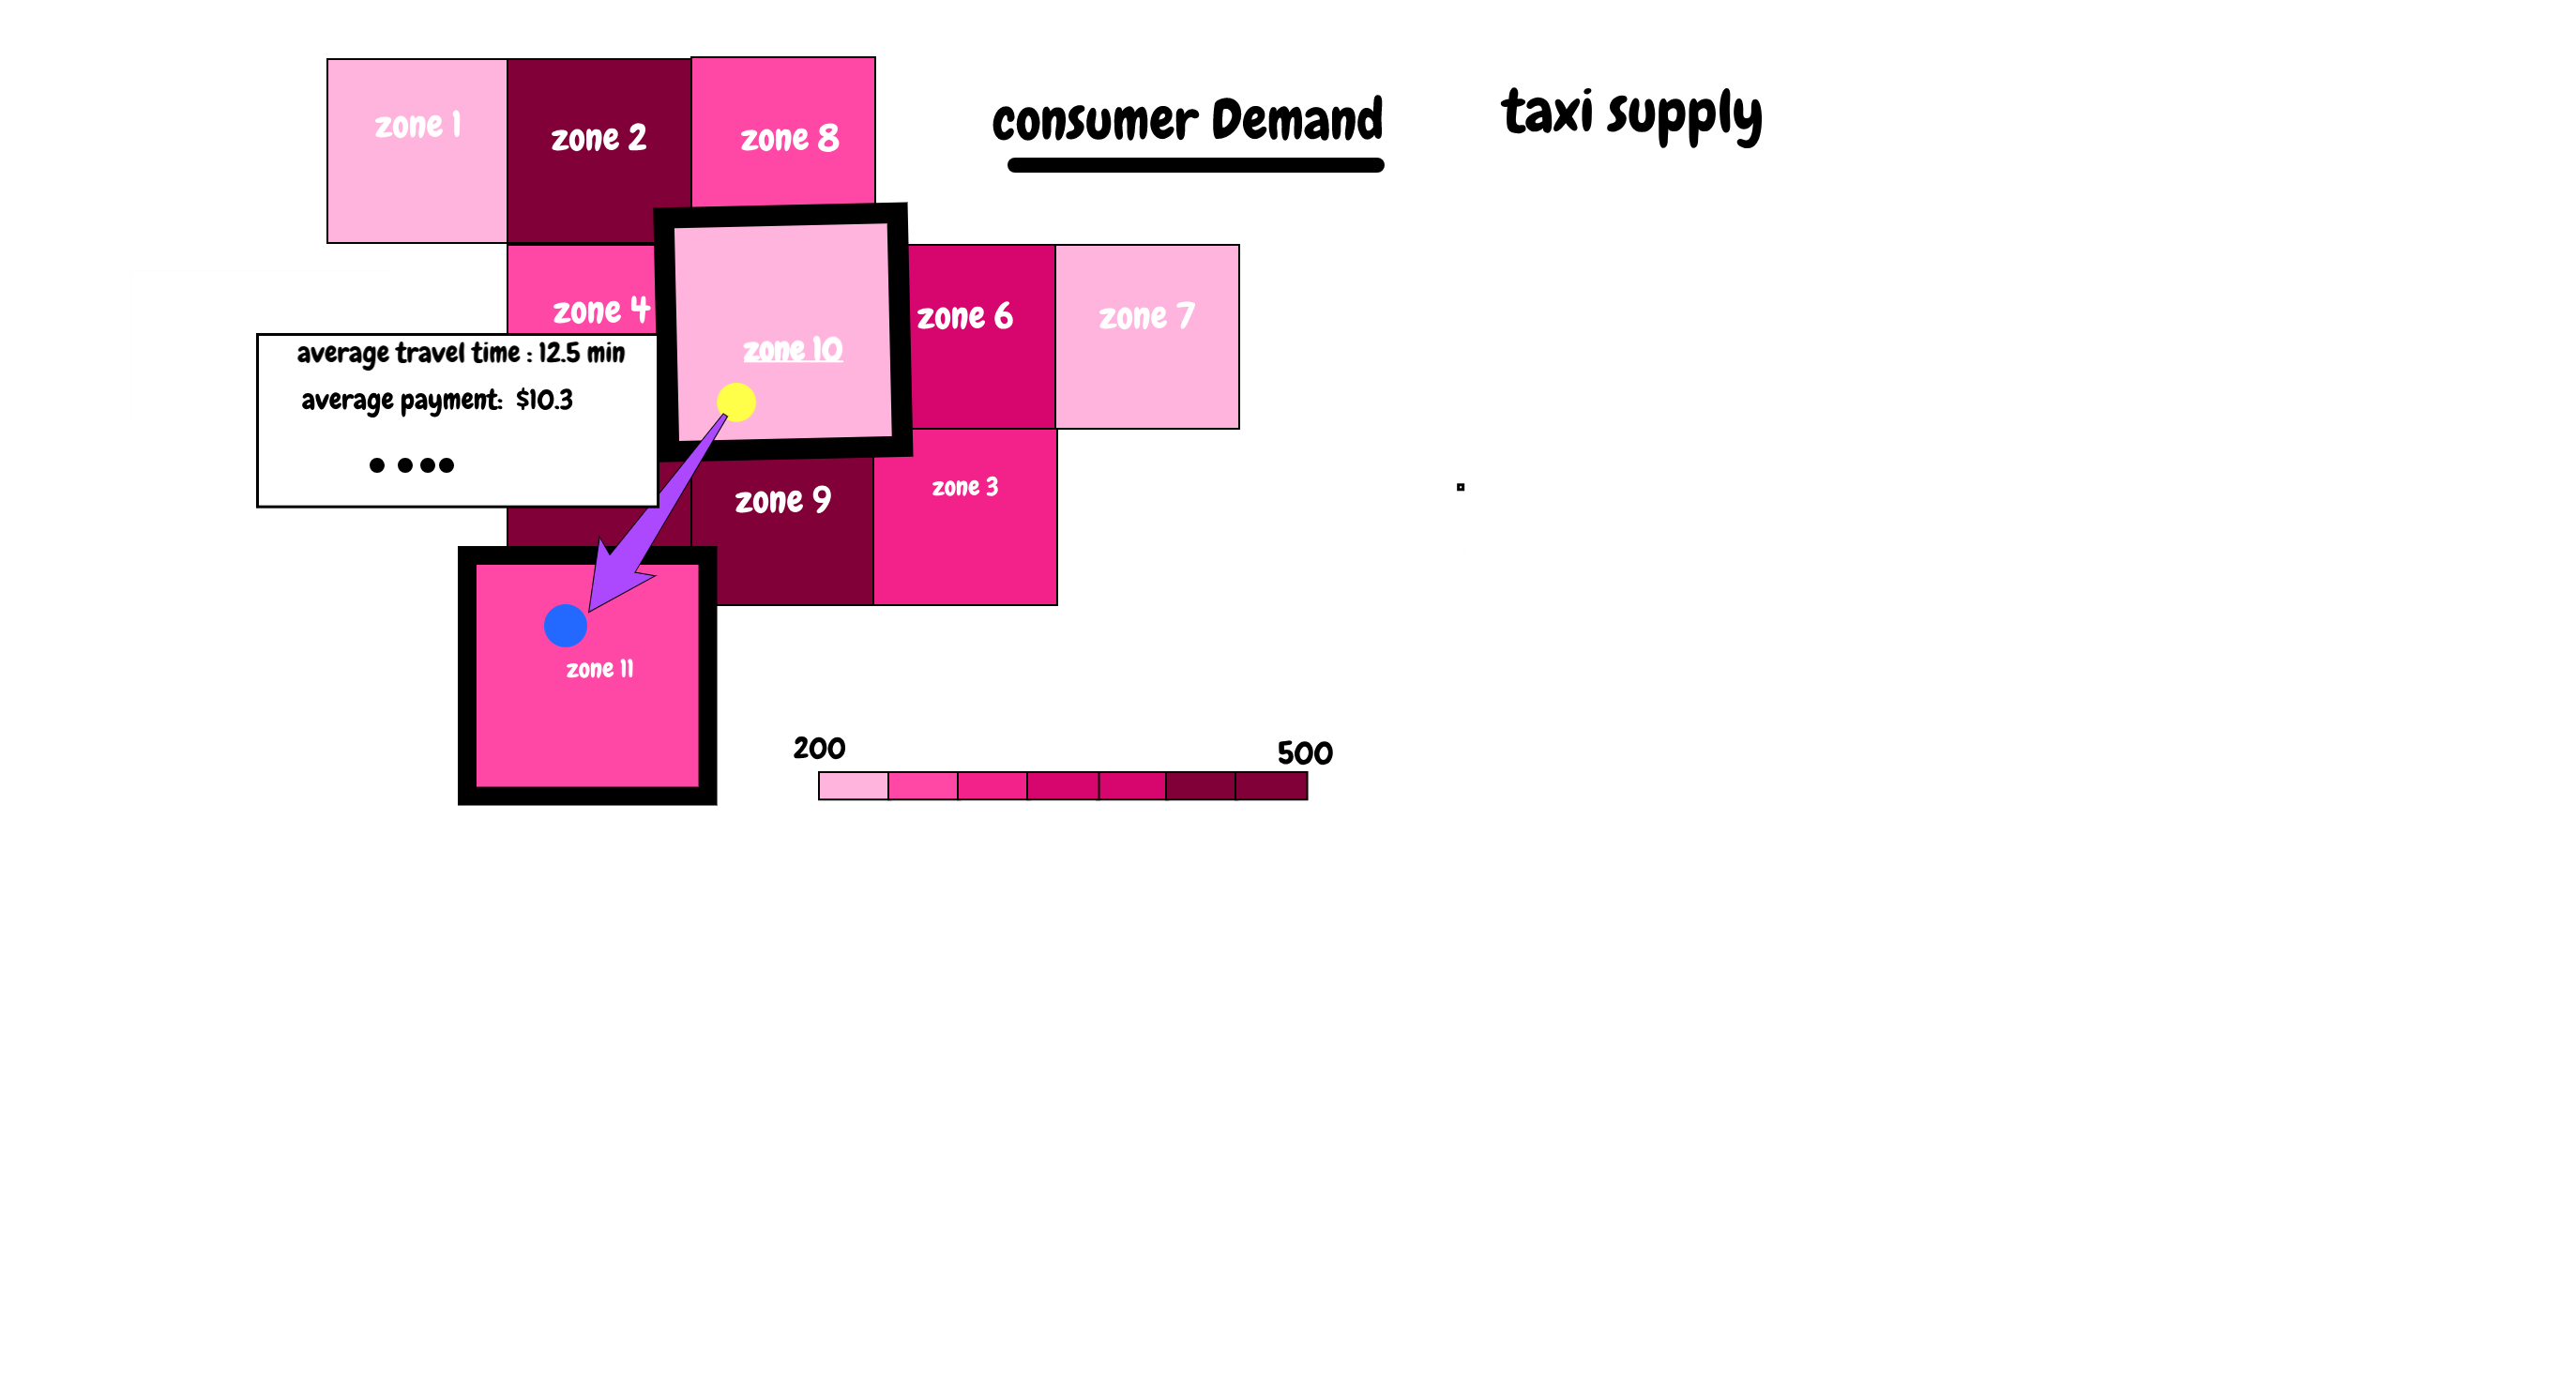 consumer Demand
taxi supply
zone 1
zone 2
zone 8
zone 4
zone 10
zone 6
zone 7
average travel time : 12.5 min
average payment: $10.3
zone 9
zone 3
zone 11
200
500